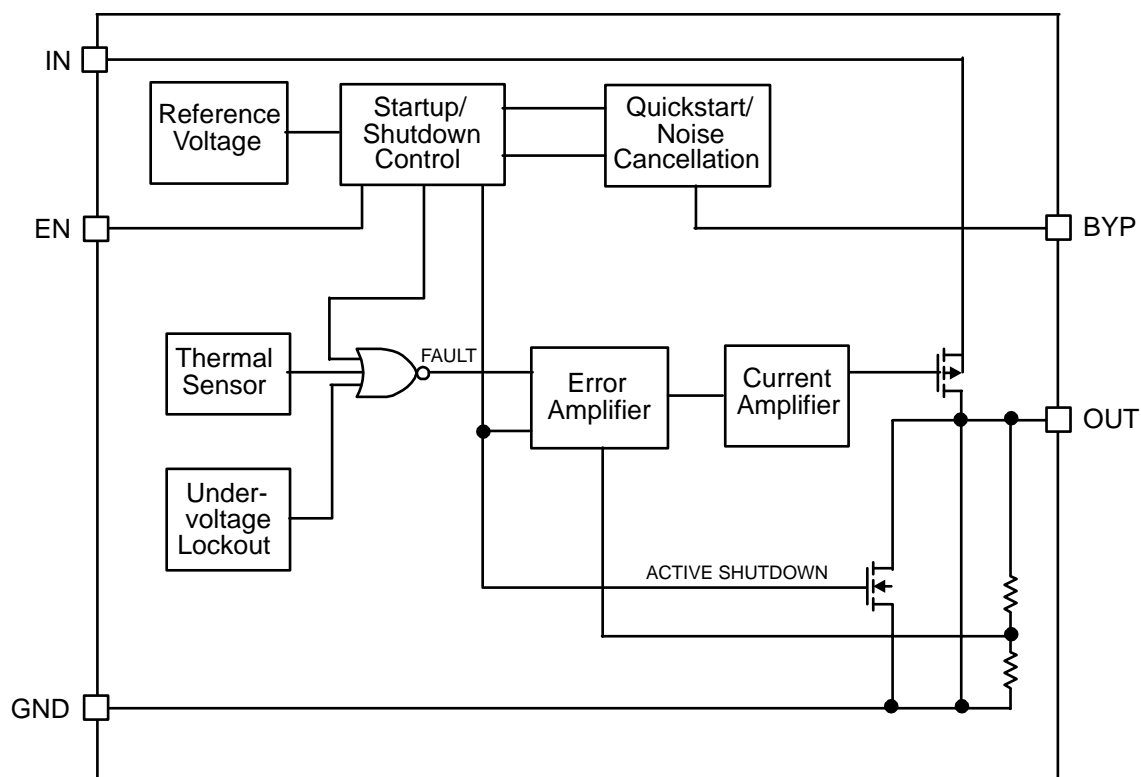 IN
Reference
Voltage
Startup/
Shutdown
Control
Quickstart/
Noise
Cancellation
EN
BYP
Thermal
Sensor
FAULT
Error
Amplifier
Current
Amplifier
OUT
Under-
voltage
Lockout
ACTIVE SHUTDOWN
GND